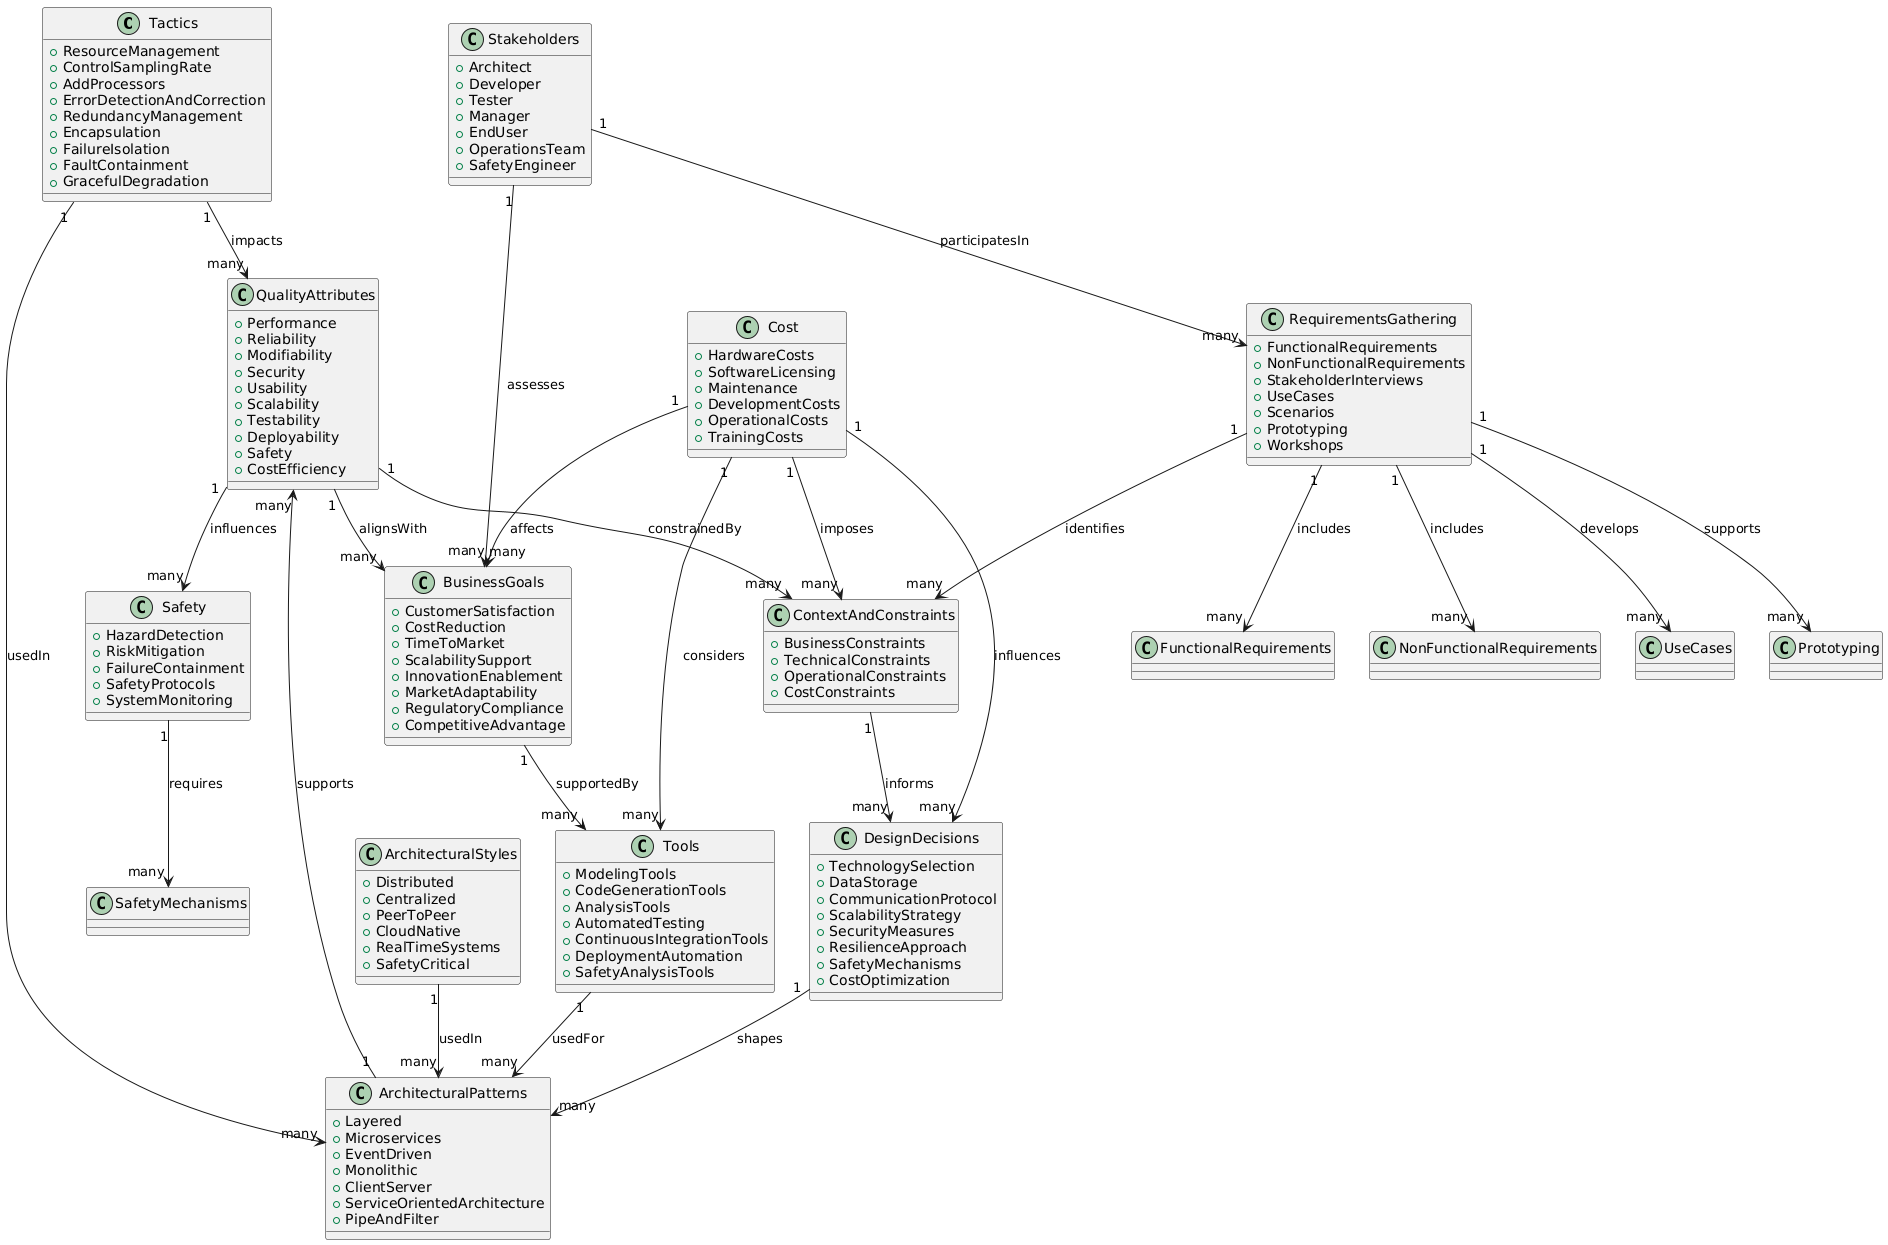 C Tactics
ResourceManagement
ControlSamplingRate
AddProcessors
ErrorDetectionAndCorrection
RedundancyManagement
Encapsulation
FailureIsolation
FaultContainment
GracefulDegradation
C Stakeholders
Architect
Developer
Tester
Manager
EndUser
OperationsTeam
SafetyEngineer
1
1
1
1
impacts
participatesIn
many
C QualityAttributes
Performance
Reliability
Modifiability
Security
Usability
Scalability
Testability
Deployability
Safety
CostEfficiency
assesses
C Cost
HardwareCosts
SoftwareLicensing
Maintenance
DevelopmentCosts
OperationalCosts
TrainingCosts
many
C RequirementsGathering
FunctionalRequirements
NonFunctionalRequirements
StakeholderInterviews
UseCases
Scenarios
Prototyping
Workshops
1
1
1
1
1
1
1
1
1
many
1
1
1
1
influences
alignsWith
affects
constrainedBy
imposes
identifies
includes
includes
develops
supports
many
many
many
many
many
many
many
many
many
many
many
C Safety
HazardDetection
RiskMitigation
FailureContainment
SafetyProtocols
SystemMonitoring
C BusinessGoals
CustomerSatisfaction
CostReduction
TimeToMarket
ScalabilitySupport
InnovationEnablement
MarketAdaptability
RegulatoryCompliance
CompetitiveAdvantage
C ContextAndConstraints
BusinessConstraints
TechnicalConstraints
OperationalConstraints
CostConstraints
C FunctionalRequirements
C NonFunctionalRequirements
C UseCases
C Prototyping
usedIn
considers
influences
1
1
1
requires
supports
supportedBy
informs
many
many
many
many
many
C SafetyMechanisms
C ArchitecturalStyles
Distributed
Centralized
PeerToPeer
CloudNative
RealTimeSystems
SafetyCritical
C Tools
ModelingTools
CodeGenerationTools
AnalysisTools
AutomatedTesting
ContinuousIntegrationTools
DeploymentAutomation
SafetyAnalysisTools
C DesignDecisions
TechnologySelection
DataStorage
CommunicationProtocol
ScalabilityStrategy
SecurityMeasures
ResilienceApproach
SafetyMechanisms
CostOptimization
1
1
1
usedIn
usedFor
shapes
1
many
many
many
many
C ArchitecturalPatterns
Layered
Microservices
EventDriven
Monolithic
ClientServer
ServiceOrientedArchitecture
PipeAndFilter